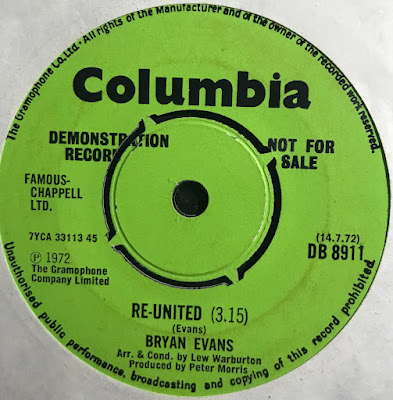 The Gramophone Co. Ltd. · All rights of the Manufacturer and of the owner of the recorded work reserved.
Columbia
DEMONSTRATION
RECORD
NOT FOR
SALE
FAMOUS-
CHAPPELL
LTD.
7YCA 33113 45
℗ 1972
The Gramophone
Company Limited
(14.7.72)
DB 8911
RE-UNITED (3.15)
(Evans)
BRYAN EVANS
Arr. & Cond. by Lew Warburton
Produced by Peter Morris
Unauthorised public performance, broadcasting and copying of this record prohibited.